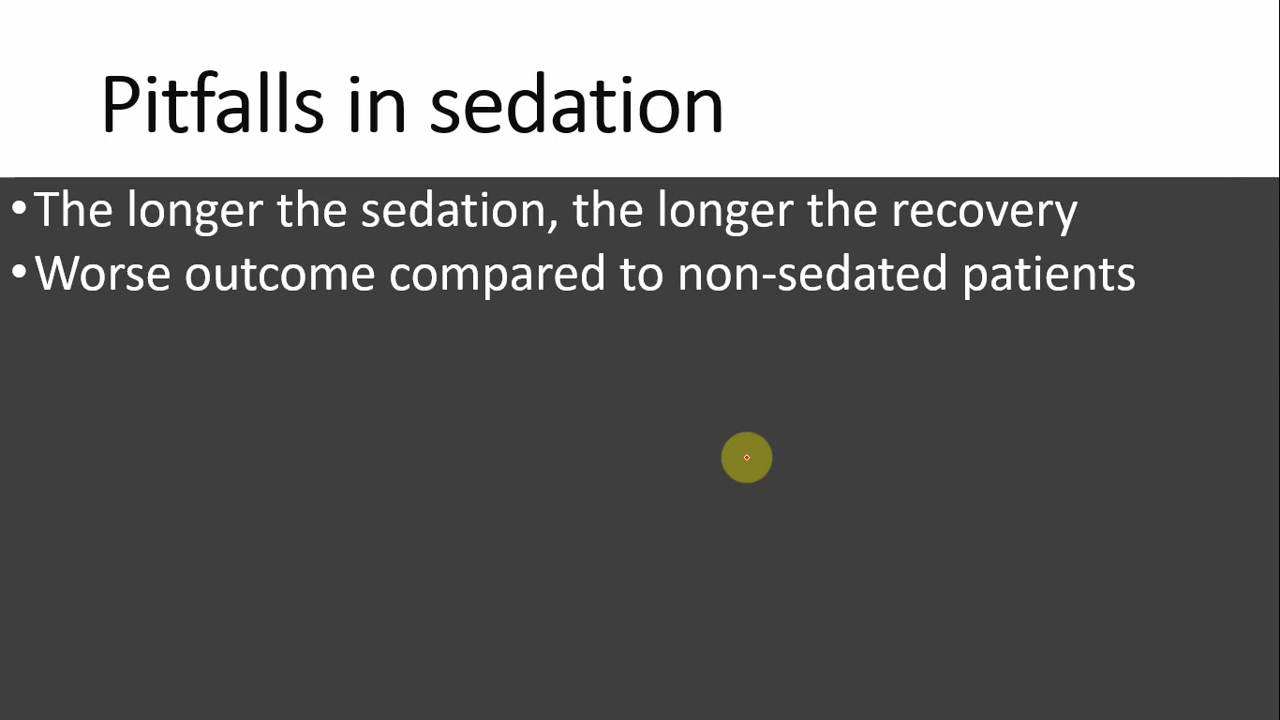 Pitfalls in sedation
•The longer the sedation, the longer the recovery
•Worse outcome compared to non-sedated patients